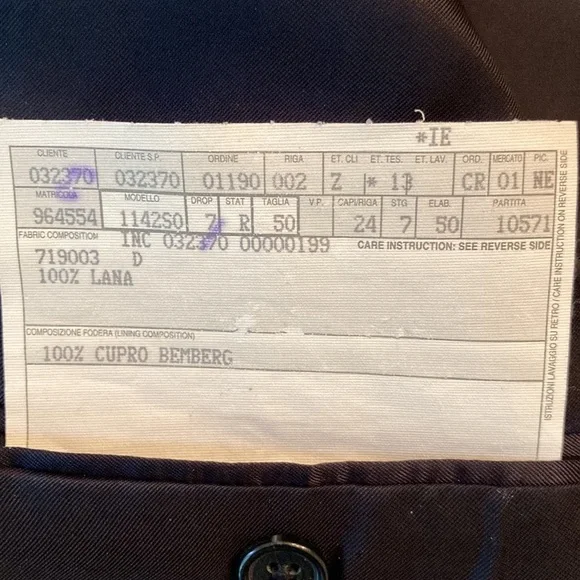 *IE
CLIENTE CLIENTE S.P. ORDINE RIGA ET. CLI ET. TES. ET. LAV. ORD. MERCATO PIC.
032370 032370 01190 002 Z * 13 CR 01 NE
MATRICOLA MODELLO DROP STAT TAGLIA V.P. CAPI/RIGA STG ELAB. PARTITA
964554 1142S0 7 R 50 24 7 50 10571
FABRIC COMPOSITION INC 032370 00000199 CARE INSTRUCTION: SEE REVERSE SIDE
719003 D
100% LANA
COMPOSIZIONE FODERA (LINING COMPOSITION)
100% CUPRO BEMBERG
ISTRUZIONI LAVAGGIO SU RETRO / CARE INSTRUCTION ON REVERSE SIDE